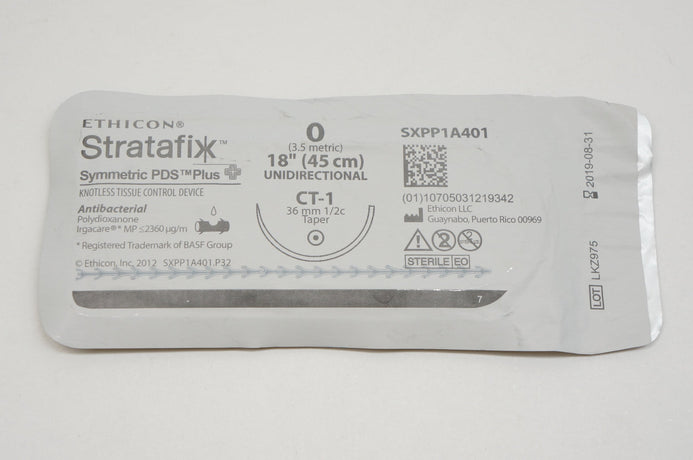 ETHICON®
Stratafix™
Symmetric PDS™Plus
KNOTLESS TISSUE CONTROL DEVICE
Antibacterial
Polydioxanone
Irgacare®* MP ≤2360 µg/m
* Registered Trademark of BASF Group
© Ethicon, Inc. 2012 SXPP1A401.P32
0
(3.5 metric)
18" (45 cm)
UNIDIRECTIONAL
CT-1
36 mm 1/2c
Taper
SXPP1A401
(01)10705031219342
Ethicon LLC
Guaynabo, Puerto Rico 00969
STERILE EO
7
2019-08-31
LOT LKZ975